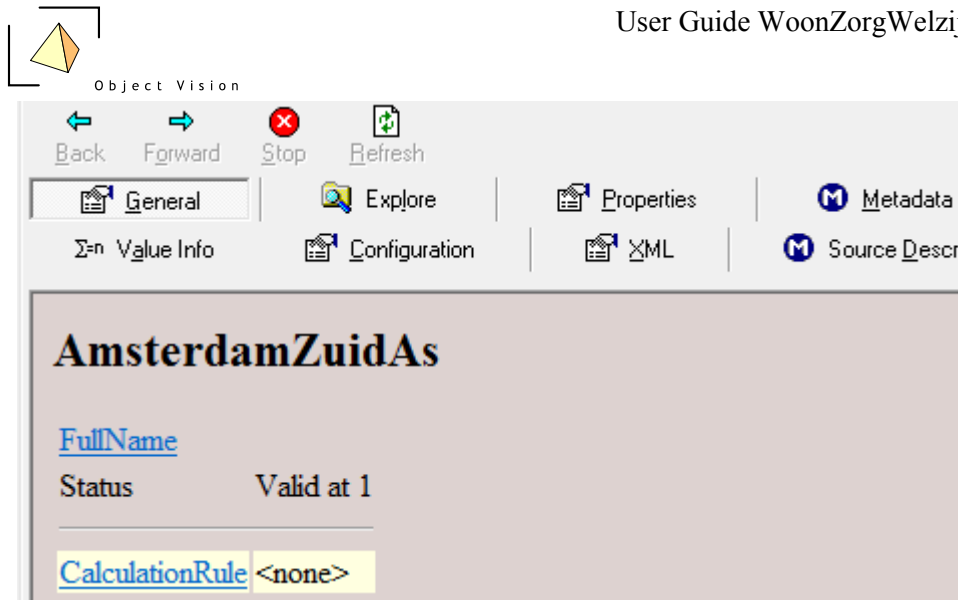 User Guide WoonZorgWelzij
Object Vision
Back Forward Stop Refresh
General Explore Properties Metadata
Σ=n Value Info Configuration XML Source Descr
AmsterdamZuidAs
FullName
Status Valid at 1
CalculationRule <none>